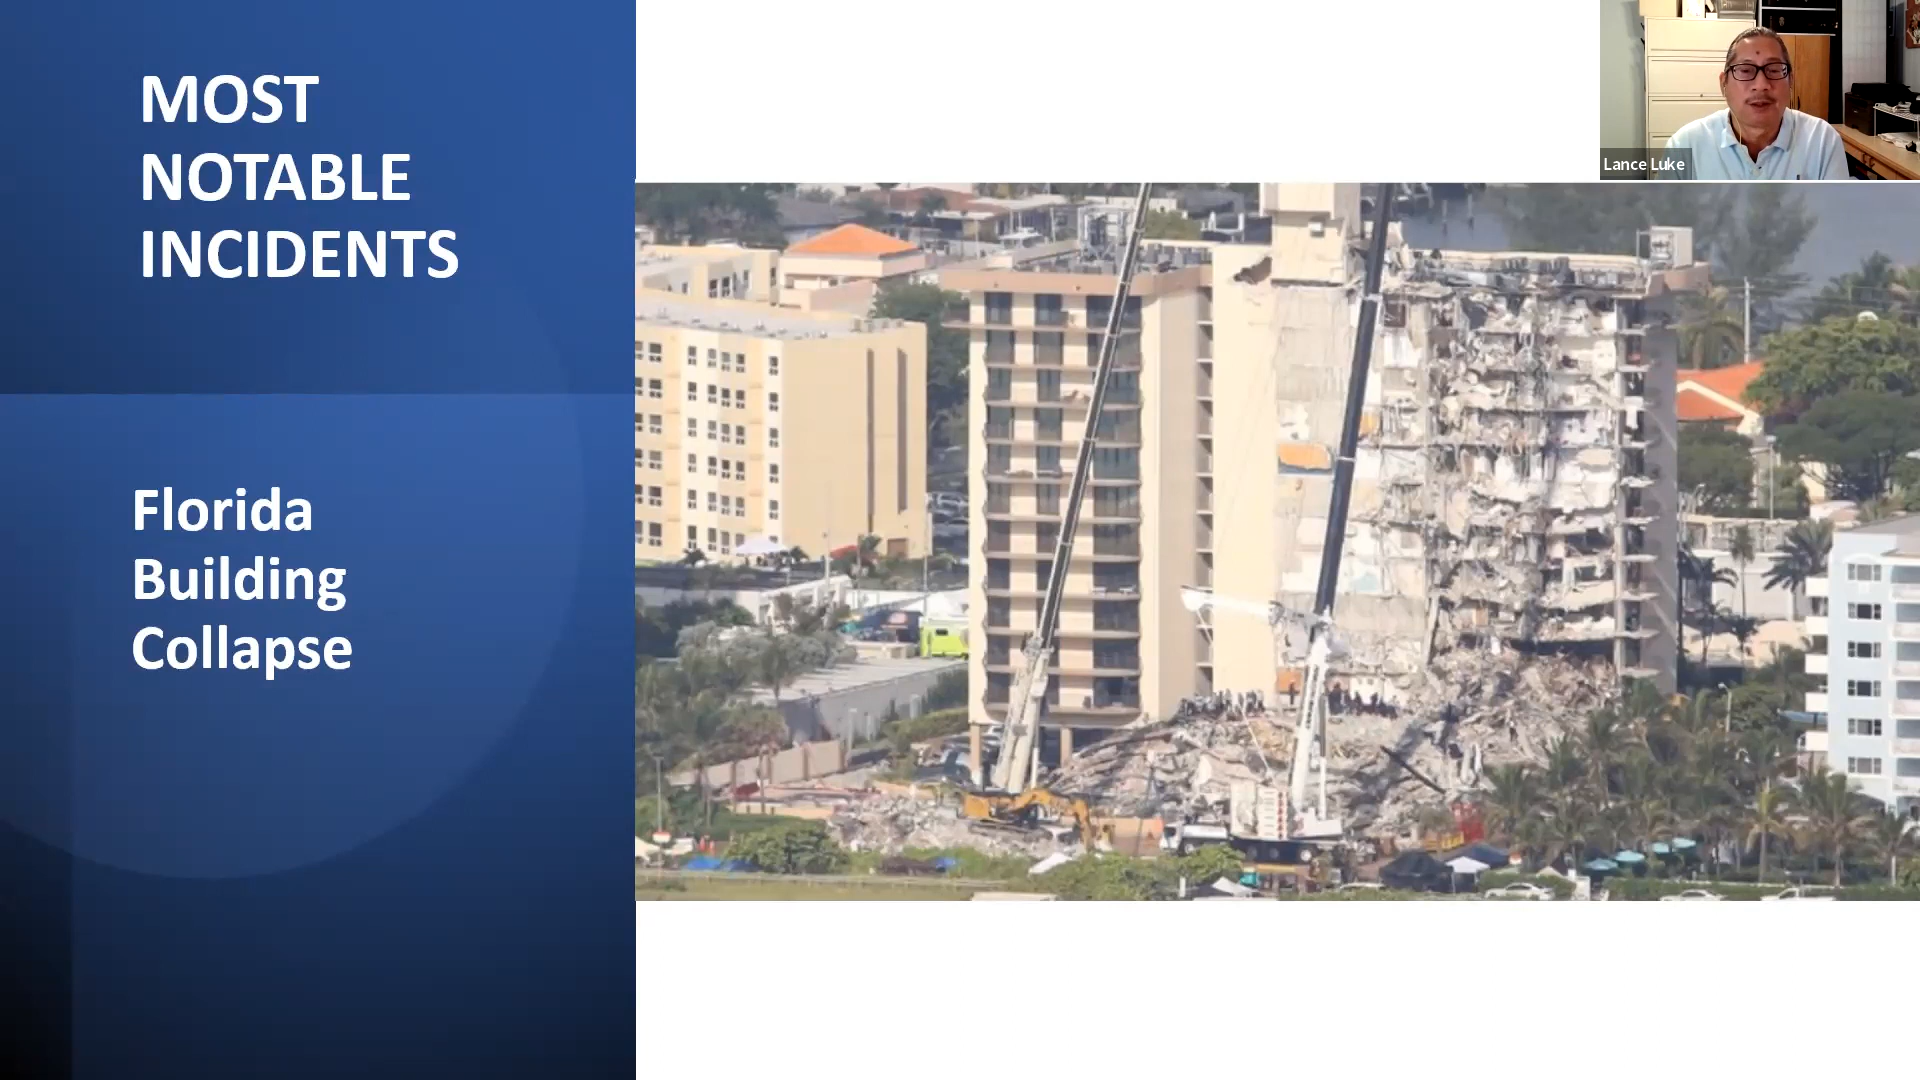 MOST
NOTABLE
INCIDENTS
Florida
Building
Collapse
Lance Luke